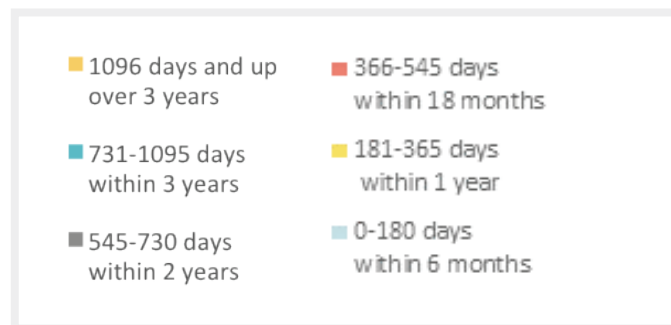 1096 days and up
over 3 years
731-1095 days
within 3 years
545-730 days
within 2 years
366-545 days
within 18 months
181-365 days
within 1 year
0-180 days
within 6 months